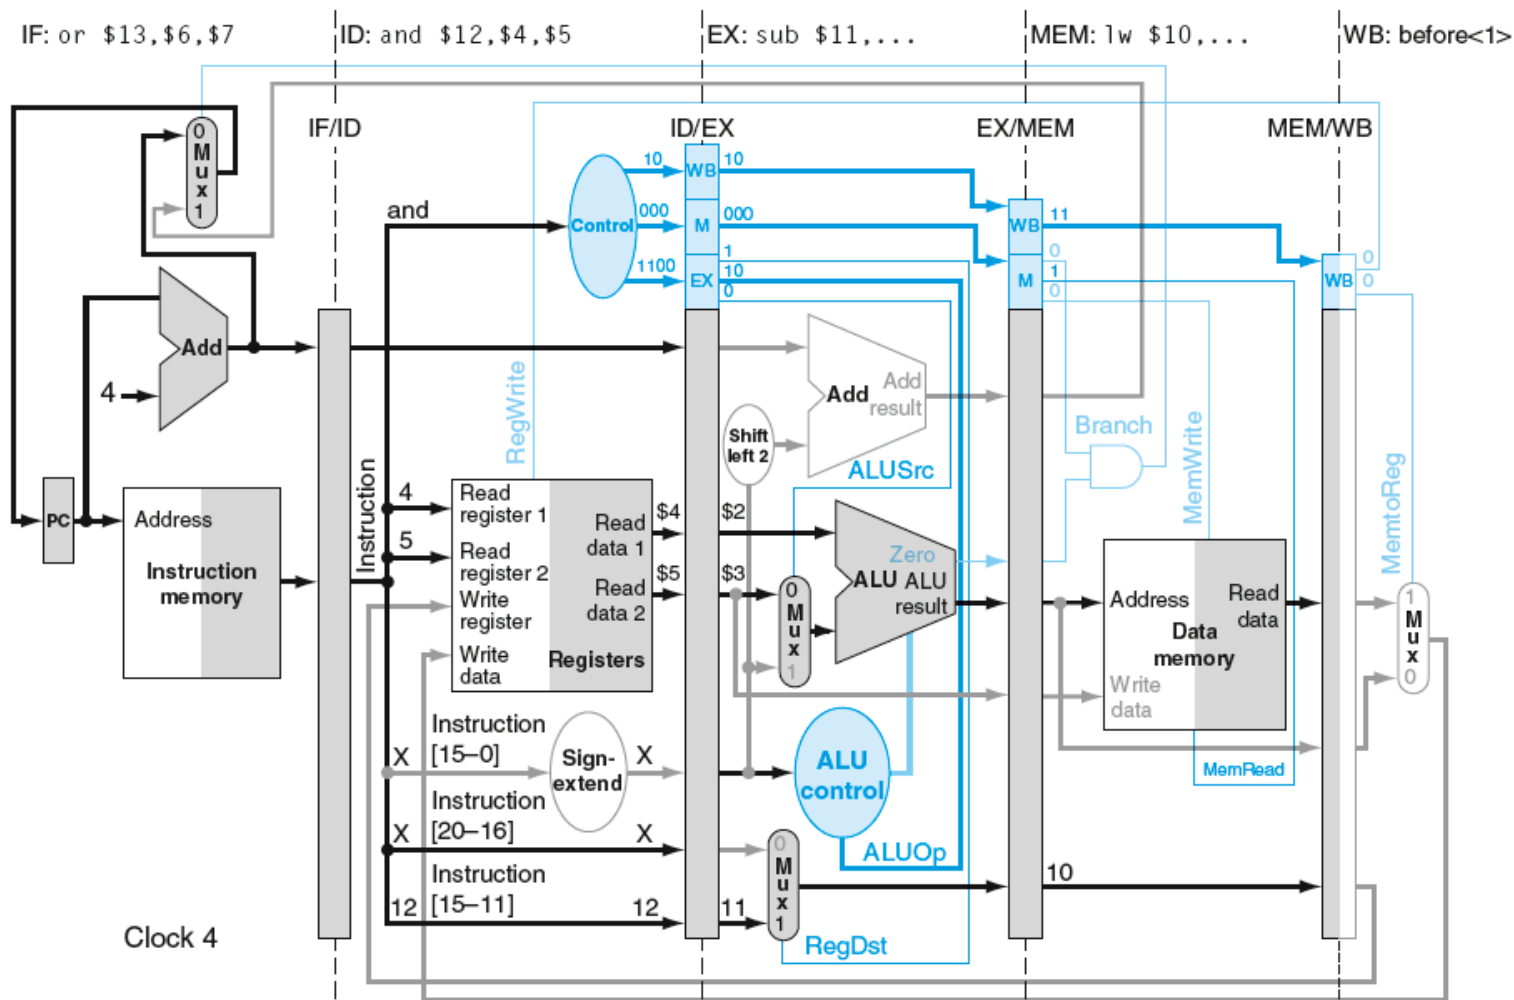 IF: or $13,$6,$7
ID: and $12,$4,$5
EX: sub $11,...
MEM: lw $10,...
WB: before<1>
IF/ID
ID/EX
EX/MEM
MEM/WB
0
M
u
x
1
and
Control
10
000
1100
WB
M
EX
10
000
1
10
0
WB
M
11
0
1
0
WB
0
0
Add
4
RegWrite
Add
Add
result
Shift
left 2
ALUSrc
Branch
MemWrite
MemtoReg
PC
Address
Instruction
memory
Instruction
4
5
Read
register 1
Read
register 2
Write
register
Write
data
Read
data 1
Read
data 2
Registers
$4
$5
$2
$3
0
M
u
x
1
Zero
ALU
ALU
result
Address
Read
data
Data
memory
Write
data
MemRead
1
M
u
x
0
Instruction
[15–0]
X
Sign-
extend
X
ALU
control
Instruction
[20–16]
X
X
ALUOp
0
M
u
x
1
Instruction
[15–11]
12
12
11
10
RegDst
Clock 4